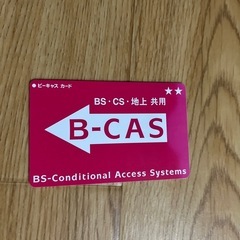 ● ビーキャス カード ★★
BS・CS・地上 共用
B-CAS
BS-Conditional Access Systems